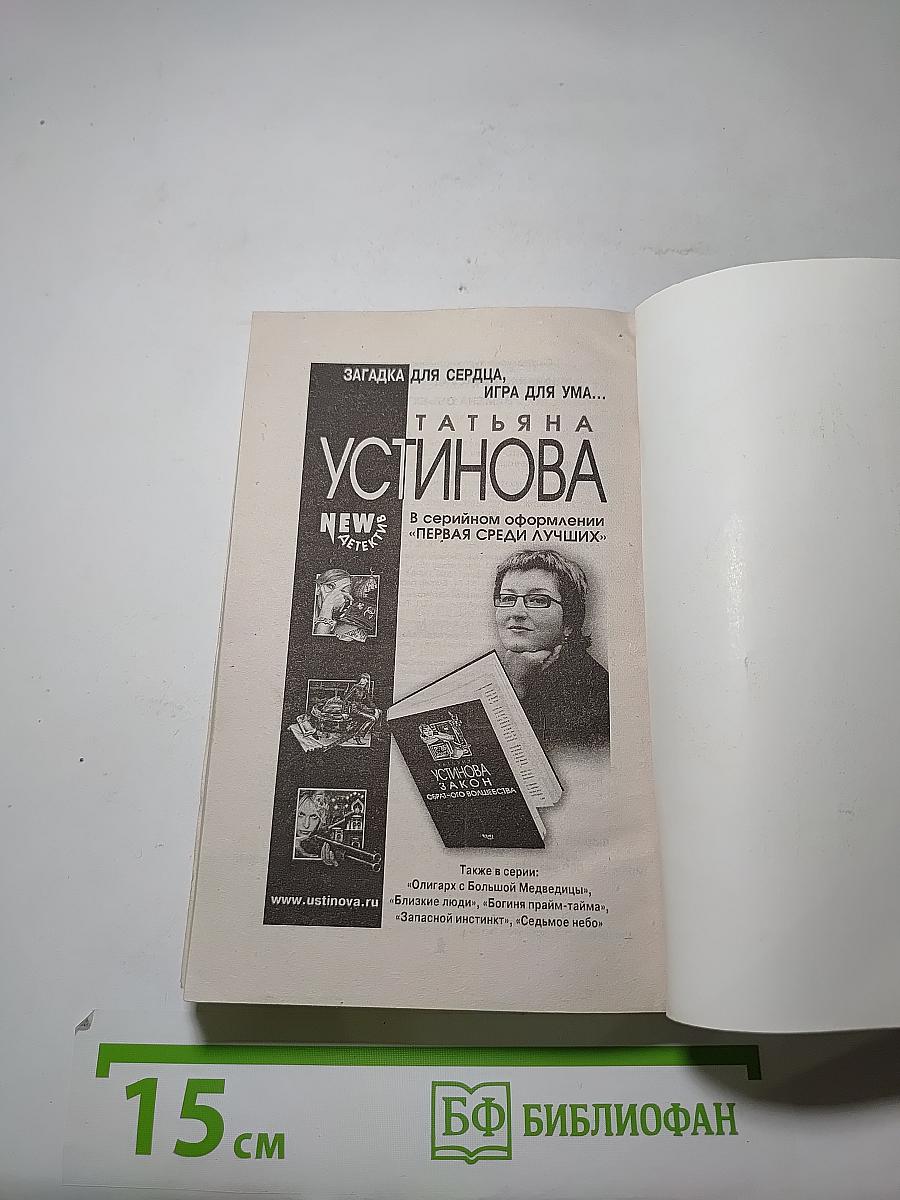 ЗАГАДКА ДЛЯ СЕРДЦА,
ИГРА ДЛЯ УМА...
ТАТЬЯНА
УСТИНОВА
NEW
ДЕТЕКТИВ
В серийном оформлении
«ПЕРВАЯ СРЕДИ ЛУЧШИХ»
УСТИНОВА
ЗАКОН
ОБРАТНОГО ВОЛШЕБСТВА
Также в серии:
«Олигарх с Большой Медведицы»,
«Близкие люди», «Богиня прайм-тайма»,
«Запасной инстинкт», «Седьмое небо»
www.ustinova.ru
15 см
БФ БИБЛИОФАН